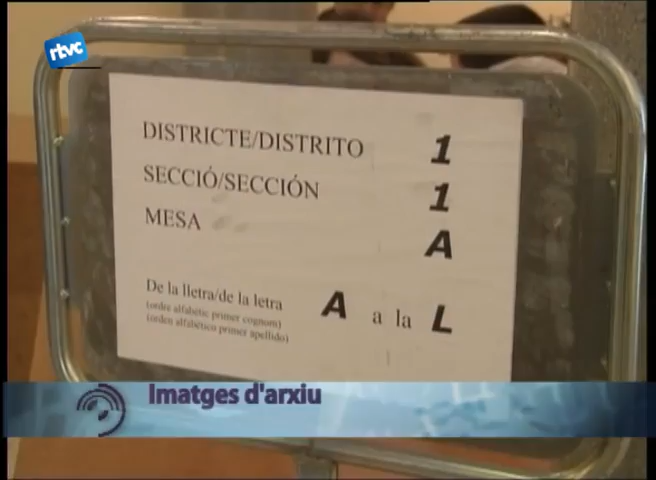 rtvc
DISTRICTE/DISTRITO 1
SECCIÓ/SECCIÓN 1
MESA A
De la lletra/de la letra A a la L
(ordre alfabètic primer cognom)
(orden alfabético primer apellido)
Imatges d'arxiu